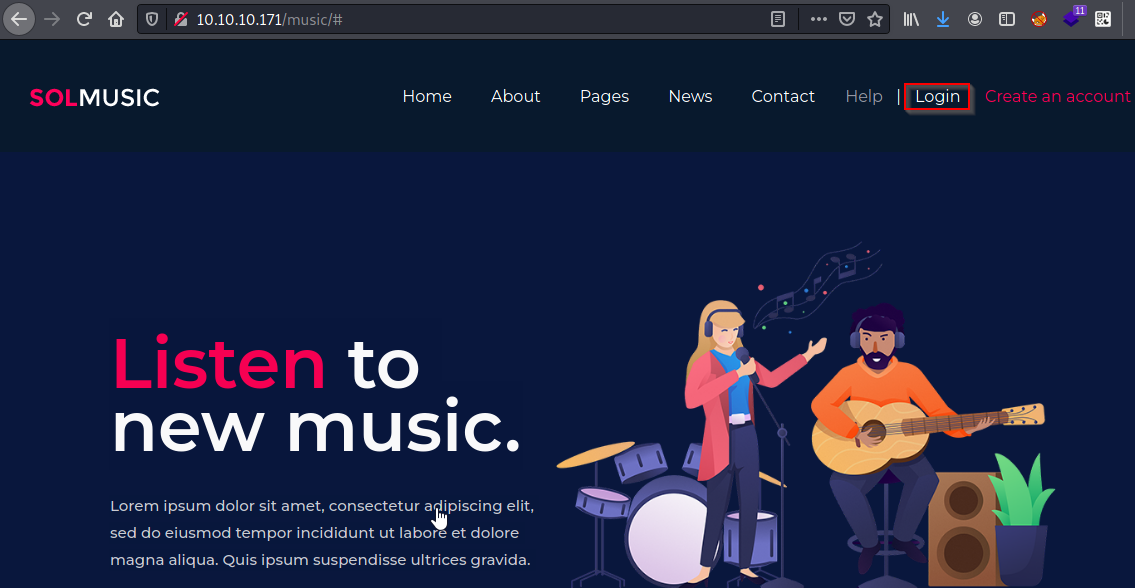 10.10.10.171/music/#
11
SOLMUSIC
Home About Pages News Contact Help | Login Create an account
Listen to
new music.
Lorem ipsum dolor sit amet, consectetur adipiscing elit,
sed do eiusmod tempor incididunt ut labore et dolore
magna aliqua. Quis ipsum suspendisse ultrices gravida.